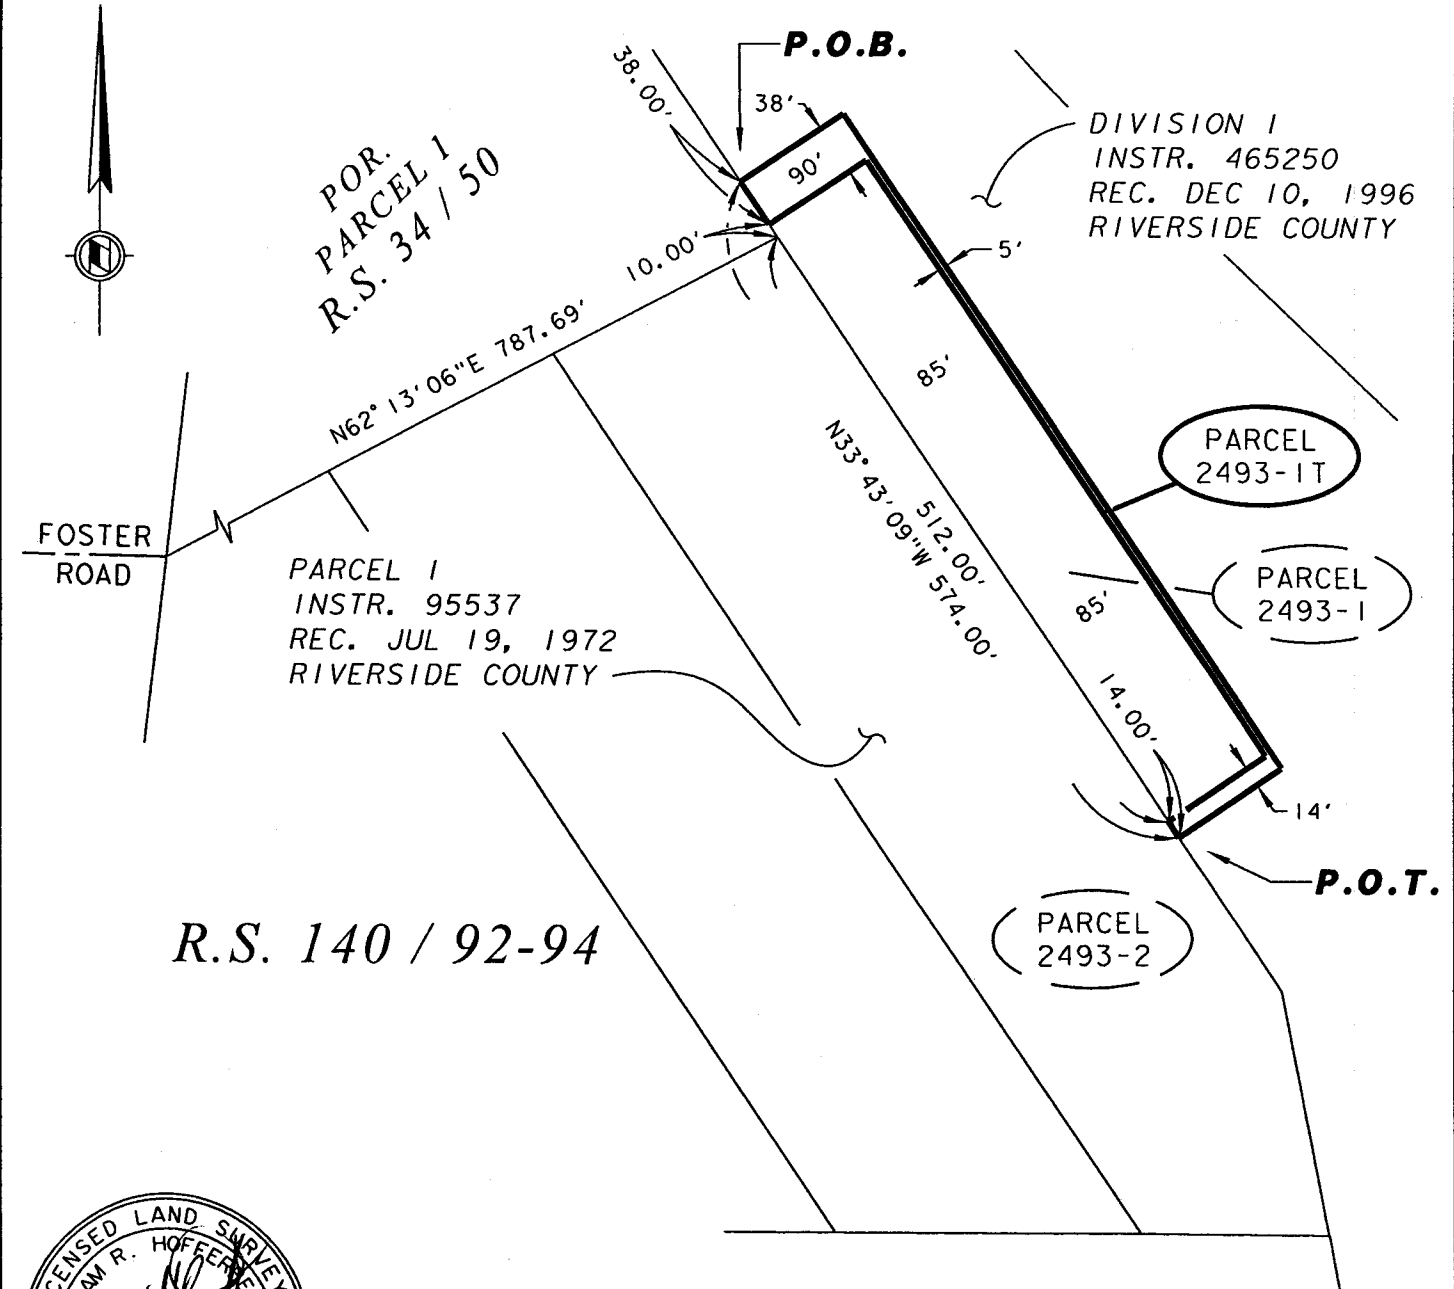 P.O.B.
38.00'
38'
90'
DIVISION 1
INSTR. 465250
REC. DEC 10, 1996
RIVERSIDE COUNTY
POR.
PARCEL 1
R.S. 34 / 50
10.00'
5'
N62°13'06"E 787.69'
85'
PARCEL
2493-1T
N33°43'09"W 574.00'
512.00'
FOSTER
ROAD
PARCEL 1
INSTR. 95537
REC. JUL 19, 1972
RIVERSIDE COUNTY
PARCEL
2493-1
85'
14.00'
14'
P.O.T.
PARCEL
2493-2
R.S. 140 / 92-94
LAND